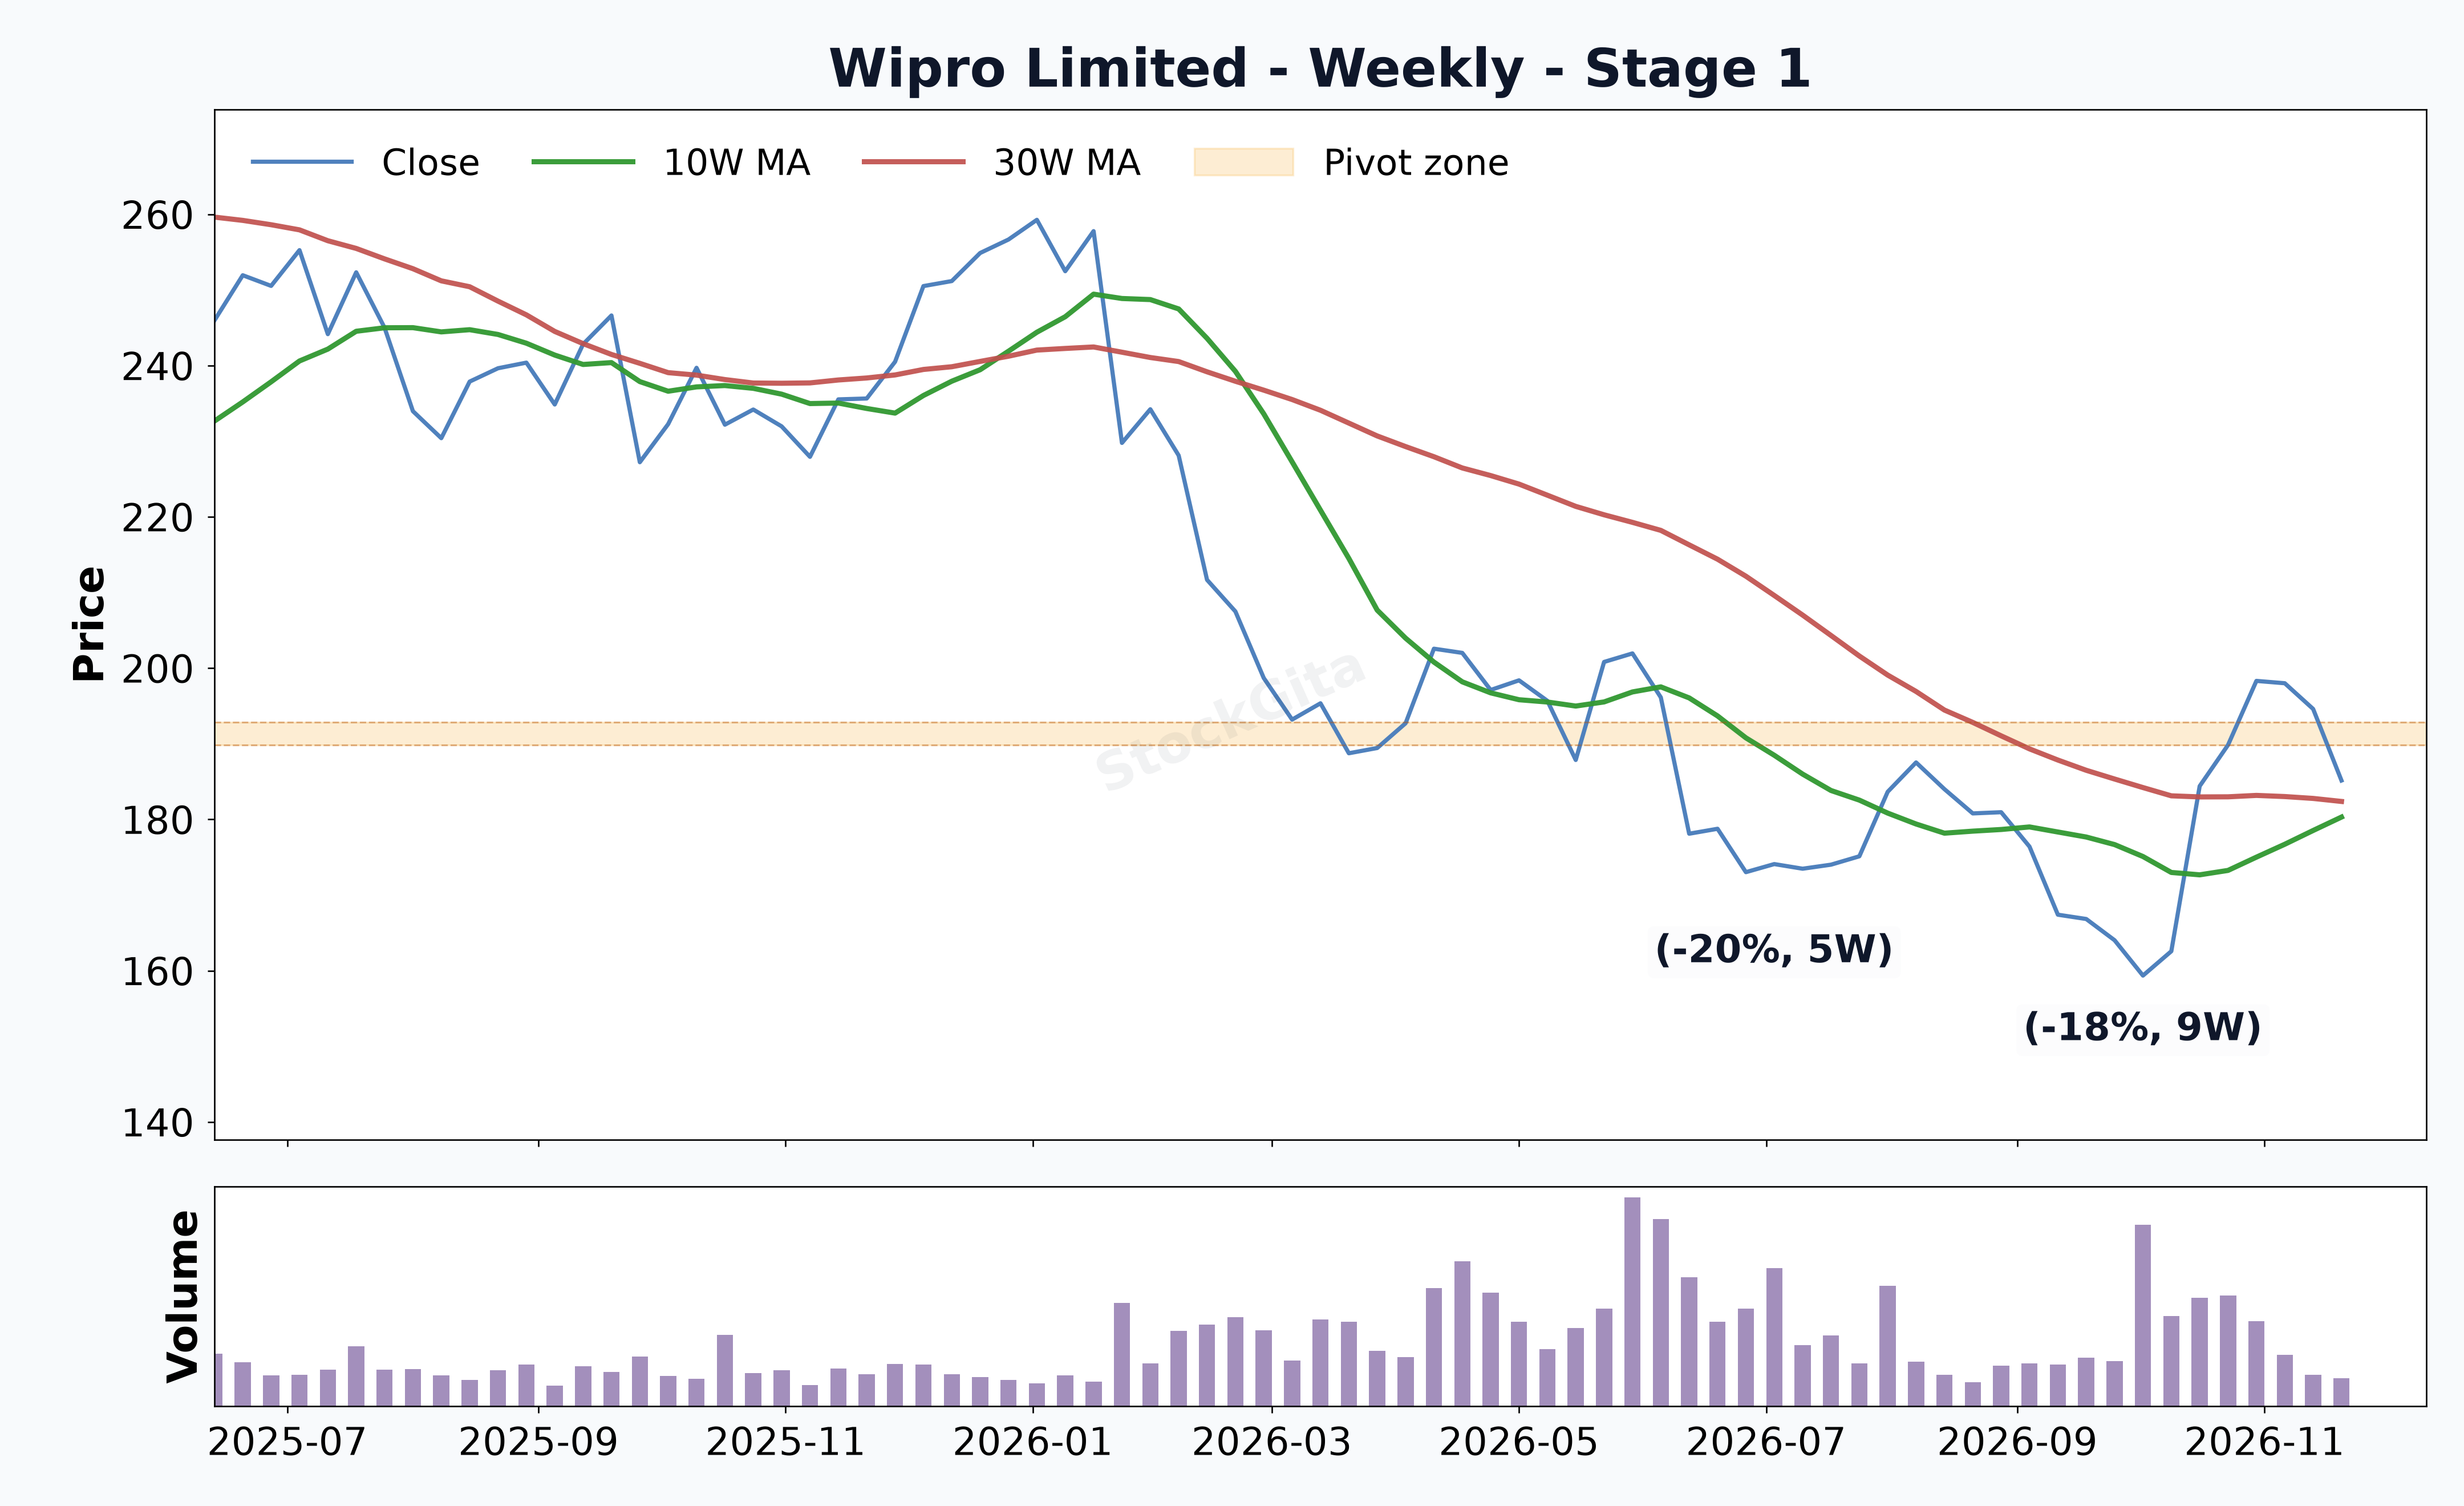 Wipro Limited - Weekly - Stage 1
Close 10W MA 30W MA Pivot zone
Price
260
240
220
200
180
160
140
StockGita
(-20%, 5W)
(-18%, 9W)
Volume
2025-07 2025-09 2025-11 2026-01 2026-03 2026-05 2026-07 2026-09 2026-11